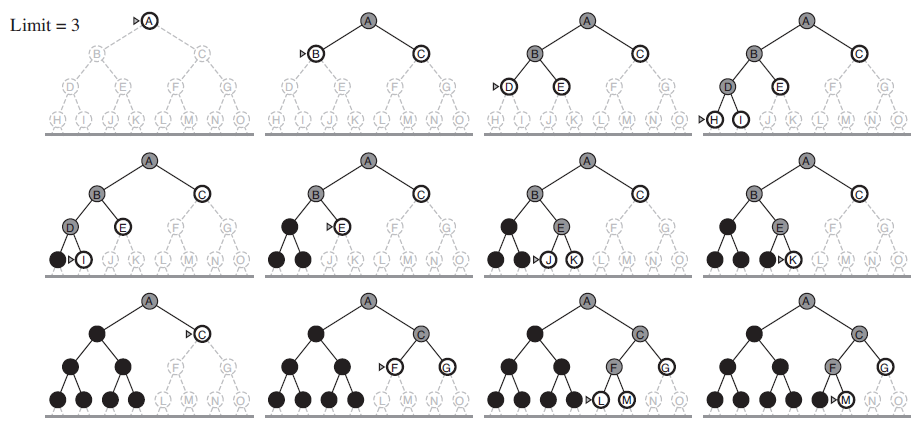 Limit = 3
A
B C
D E F G
H I J K L M N O
A
B C
D E F G
H I J K L M N O
A
B C
D E F G
H I J K L M N O
A
B C
D E F G
H I J K L M N O
A
B C
D E F G
I J K L M N O
A
B C
E F G
J K L M N O
A
B C
E F G
J K L M N O
A
B C
E F G
K L M N O
A
C
F G
L M N O
A
C
F G
L M N O
A
C
F G
L M N O
A
C
F G
M N O